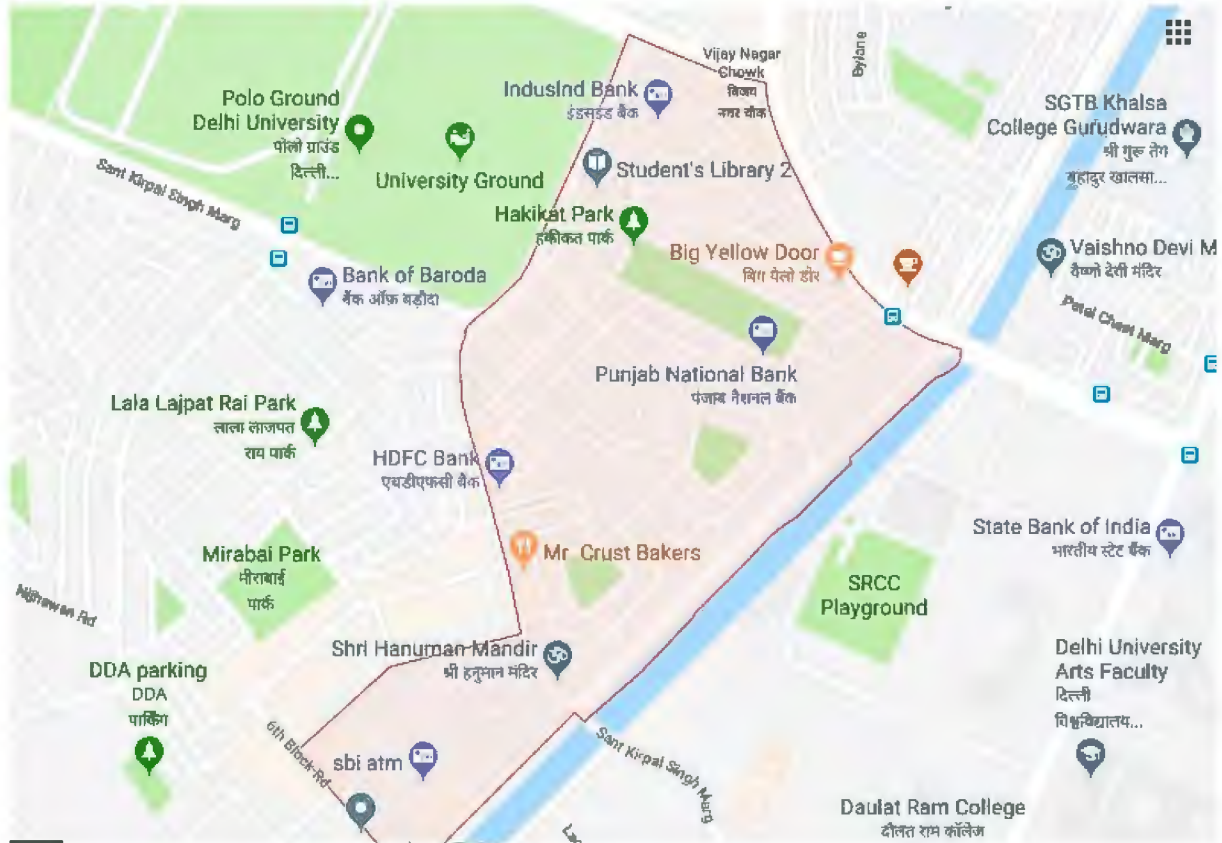 Vijay Nagar
Chowk
विजय
नगर चौक
Bylane
IndusInd Bank
इंडसइंड बैंक
Polo Ground
Delhi University
पोलो ग्राउंड
दिल्ली...
SGTB Khalsa
College Gurudwara
श्री गुरू तेग
बहादुर खालसा...
University Ground
Student's Library 2
Sant Kirpal Singh Marg
Hakikat Park
हकीकत पार्क
Big Yellow Door
बिग येलो डोर
Vaishno Devi M
वैष्णो देवी मंदिर
Bank of Baroda
बैंक ऑफ़ बड़ौदा
Patel Chest Marg
Punjab National Bank
पंजाब नैशनल बैंक
Lala Lajpat Rai Park
लाला लाजपत
राय पार्क
HDFC Bank
एचडीएफसी बैंक
State Bank of India
भारतीय स्टेट बैंक
Mr. Crust Bakers
Mirabai Park
मीराबाई
पार्क
SRCC
Playground
Nijhawan Rd
Shri Hanuman Mandir
श्री हनुमान मंदिर
Delhi University
Arts Faculty
दिल्ली
विश्वविद्यालय...
DDA parking
DDA
पार्किंग
6th Block Rd
sbi atm
Sant Kirpal Singh Marg
Daulat Ram College
दौलत राम कॉलेज